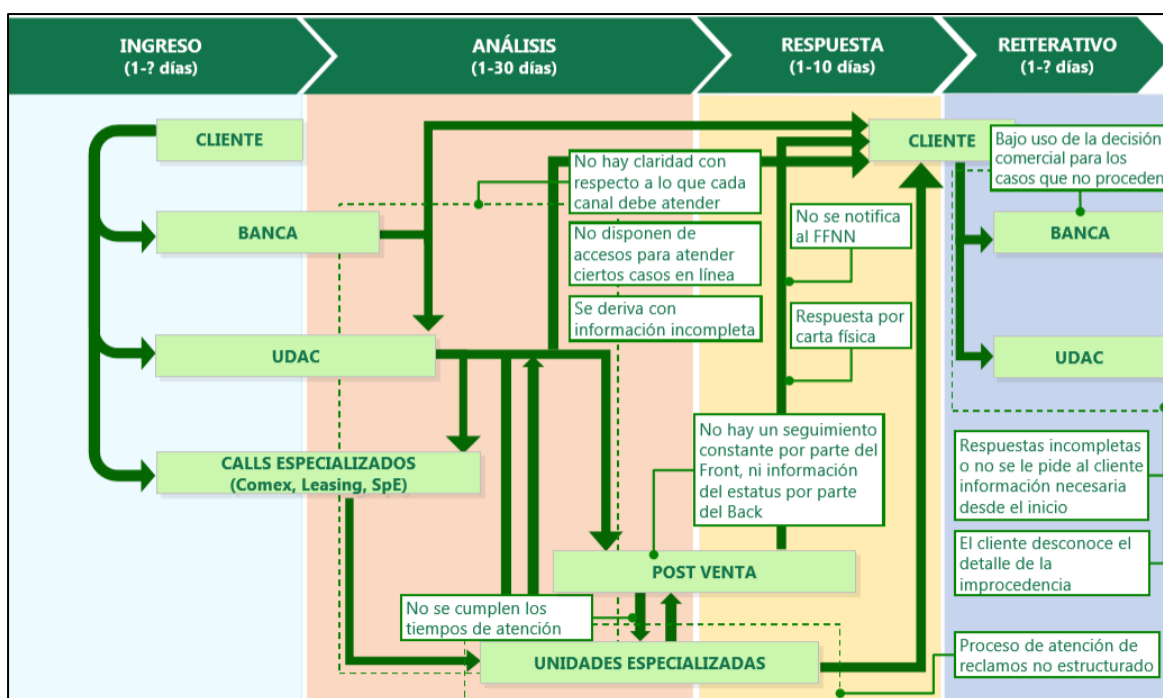 INGRESO
(1-? días)
ANÁLISIS
(1-30 días)
RESPUESTA
(1-10 días)
REITERATIVO
(1-? días)
CLIENTE
BANCA
UDAC
CALLS ESPECIALIZADOS
(Comex, Leasing, SpE)
No hay claridad con
respecto a lo que cada
canal debe atender
No disponen de
accesos para atender
ciertos casos en línea
Se deriva con
información incompleta
No se cumplen los
tiempos de atención
POST VENTA
UNIDADES ESPECIALIZADAS
CLIENTE
No se notifica
al FFNN
Respuesta por
carta física
No hay un seguimiento
constante por parte del
Front, ni información
del estatus por parte
del Back
Bajo uso de la decisión
comercial para los
casos que no proceden
BANCA
UDAC
Respuestas incompletas
o no se le pide al cliente
información necesaria
desde el inicio
El cliente desconoce el
detalle de la
improcedencia
Proceso de atención de
reclamos no estructurado